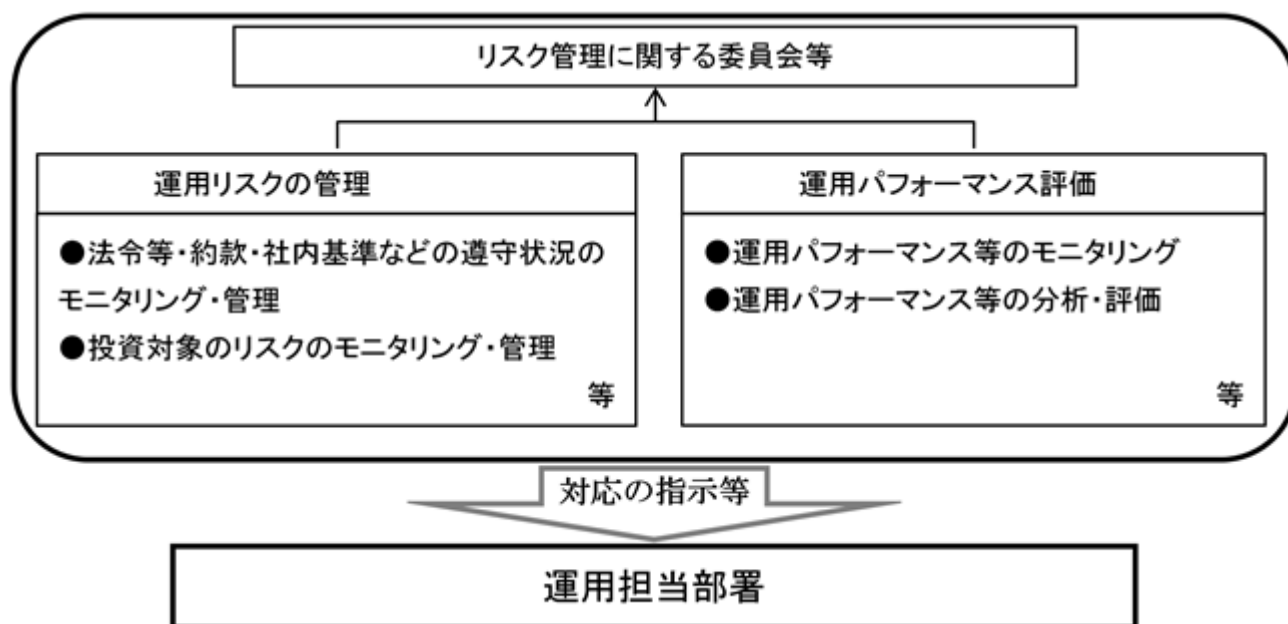 リスク管理に関する委員会等
運用リスクの管理
●法令等・約款・社内基準などの遵守状況の
モニタリング・管理
●投資対象のリスクのモニタリング・管理
等
運用パフォーマンス評価
●運用パフォーマンス等のモニタリング
●運用パフォーマンス等の分析・評価
等
対応の指示等
運用担当部署